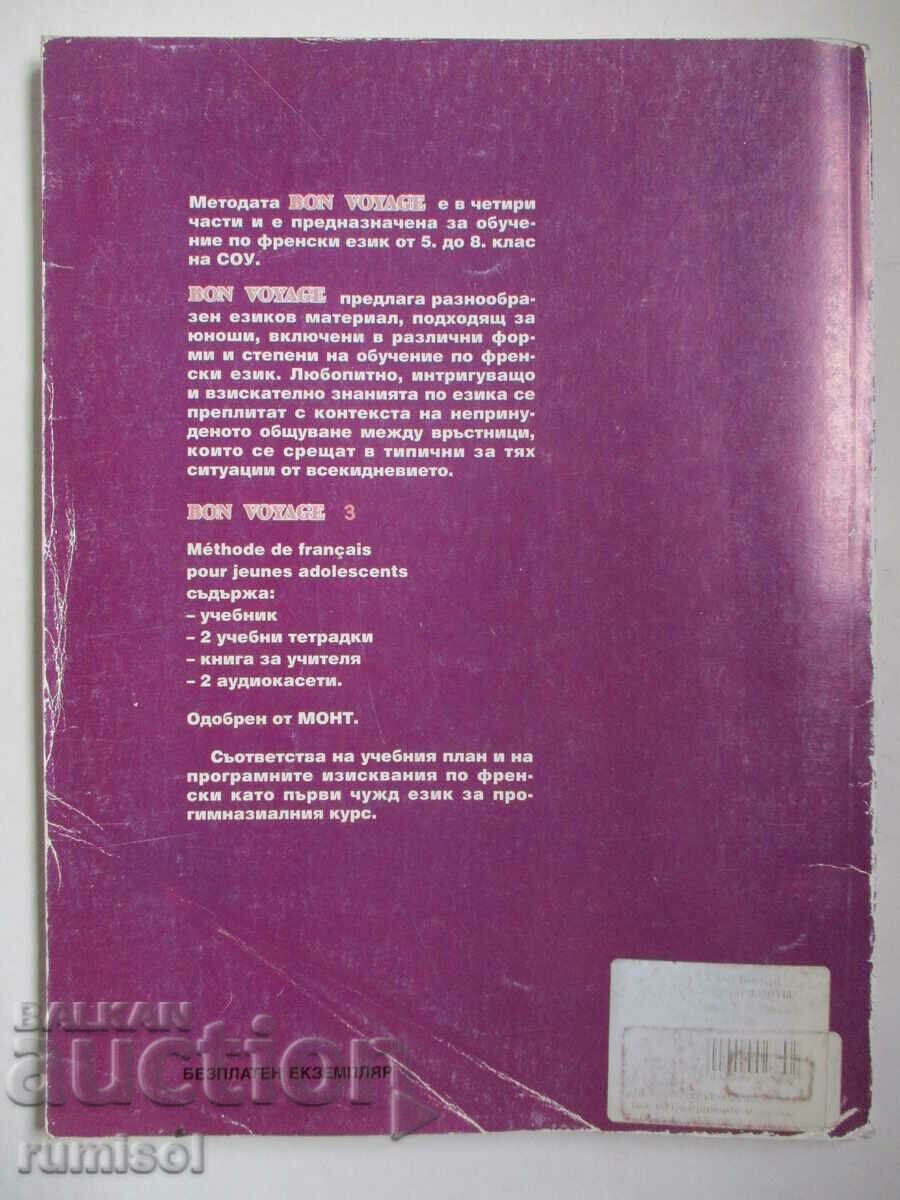 Методата BON VOYAGE е в четири
части и е предназначена за обуче-
ние по френски език от 5. до 8. клас
на СОУ.
BON VOYAGE предлага разнообра-
зен езиков материал, подходящ за
юноши, включени в различни фор-
ми и степени на обучение по френ-
ски език. Любопитно, интригуващо
и взискателно знанията по езика се
преплитат с контекста на неприну-
деното общуване между връстници,
които се срещат в типични за тях
ситуации от всекидневието.
BON VOYAGE 3
Méthode de français
pour jeunes adolescents
съдържа:
– учебник
– 2 учебни тетрадки
– книга за учителя
– 2 аудиокасети.
Одобрен от МОНТ.
Съответства на учебния план и на
програмните изисквания по френ-
ски като първи чужд език за про-
гимназиалния курс.
BALKAN
auction
БЕЗПЛАТЕН ЕКЗЕМПЛЯР
rumisol